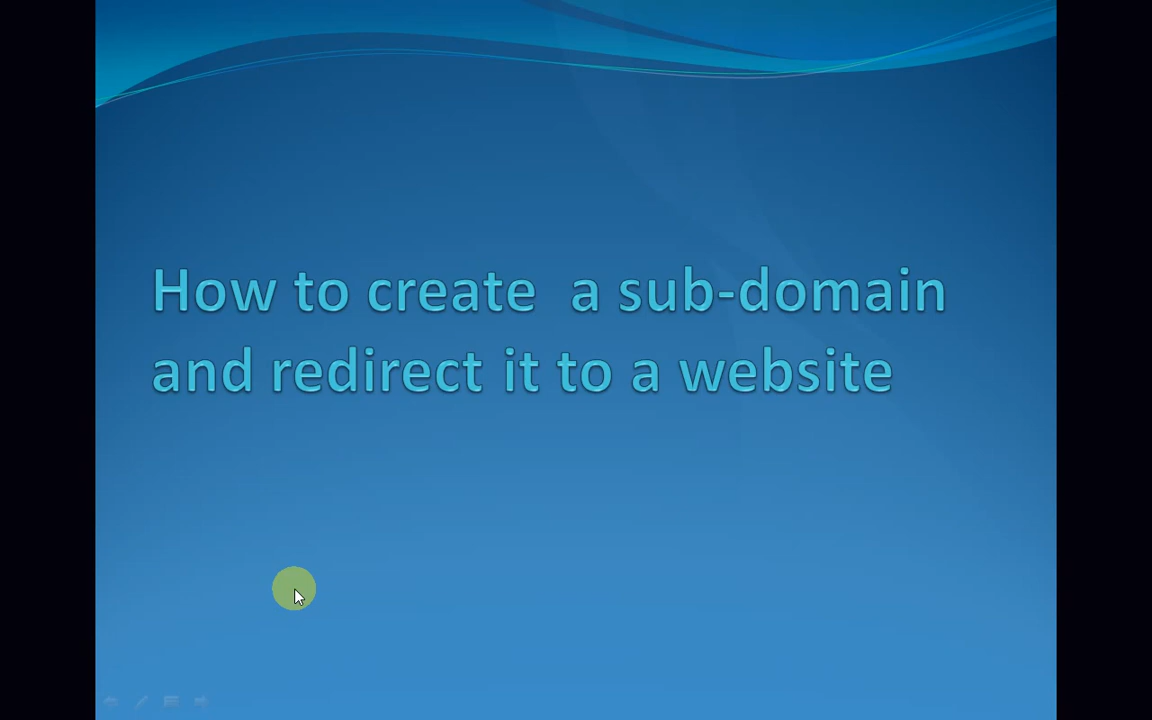 How to create  a sub-domain
and redirect it to a website